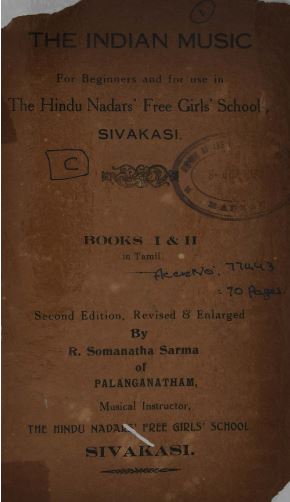 THE INDIAN MUSIC
For Beginners and for use in
The Hindu Nadars' Free Girls' School,
SIVAKASI.
C
BOOKS I & II
in Tamil.
Acces No. 77443
: 70 Pages.
Second Edition, Revised & Enlarged
By
R. Somanatha Sarma
of
PALANGANATHAM,
Musical Instructor,
THE HINDU NADARS' FREE GIRLS' SCHOOL
SIVAKASI.